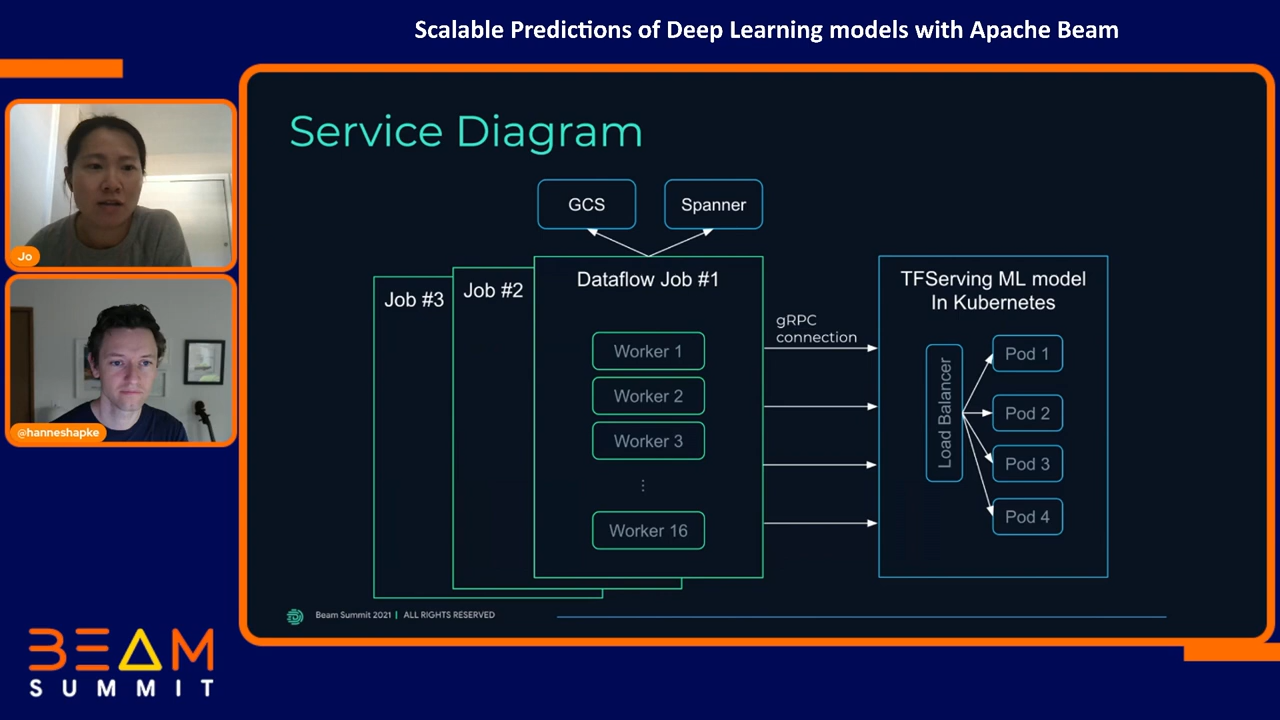 Scalable Predictions of Deep Learning models with Apache Beam
Jo
@hanneshapke
BEAM
SUMMIT
Service Diagram
GCS
Spanner
Job #3
Job #2
Dataflow Job #1
Worker 1
Worker 2
Worker 3
⋮
Worker 16
gRPC
connection
TFServing ML model
In Kubernetes
Load Balancer
Pod 1
Pod 2
Pod 3
Pod 4
Beam Summit 2021 | ALL RIGHTS RESERVED